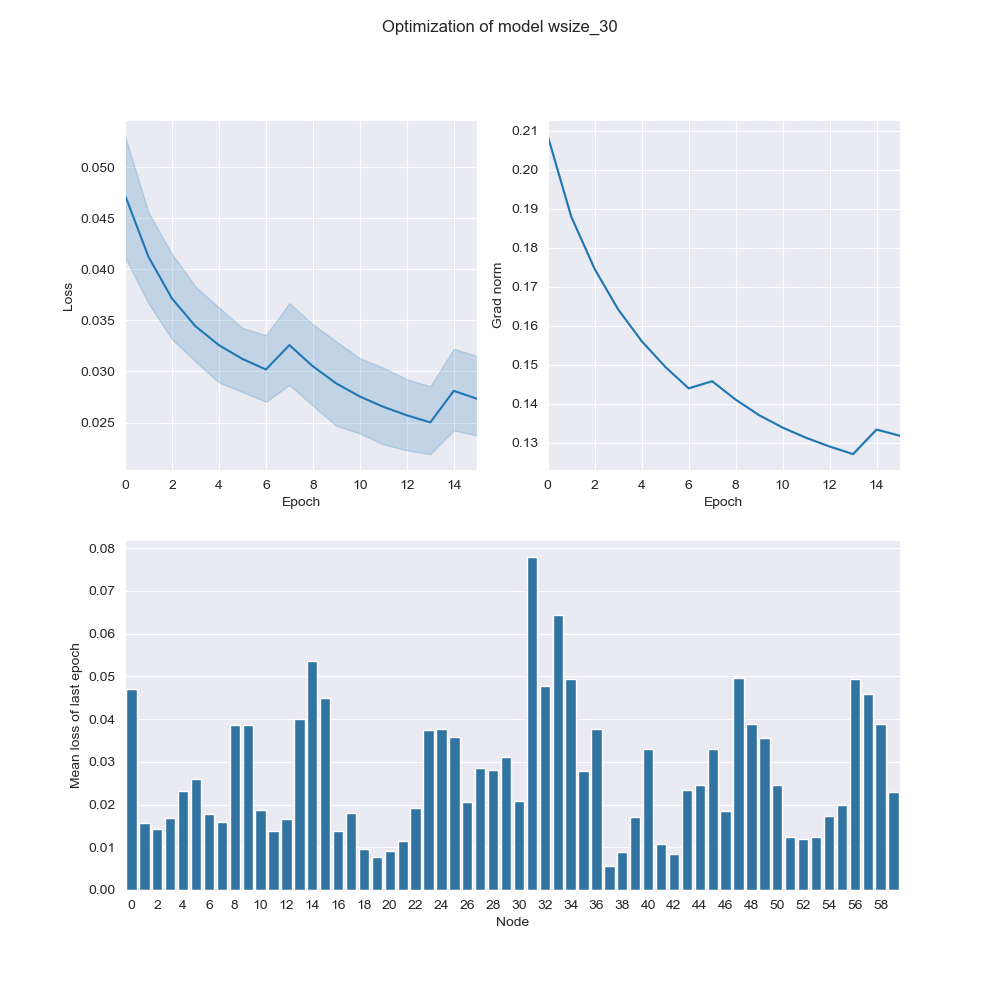 Optimization of model wsize_30
0.050
0.045
0.040
0.035
0.030
0.025
Loss
0 2 4 6 8 10 12 14
Epoch
0.21
0.20
0.19
0.18
0.17
0.16
0.15
0.14
0.13
Grad norm
0 2 4 6 8 10 12 14
Epoch
0.08
0.07
0.06
0.05
0.04
0.03
0.02
0.01
0.00
Mean loss of last epoch
0 2 4 6 8 10 12 14 16 18 20 22 24 26 28 30 32 34 36 38 40 42 44 46 48 50 52 54 56 58
Node